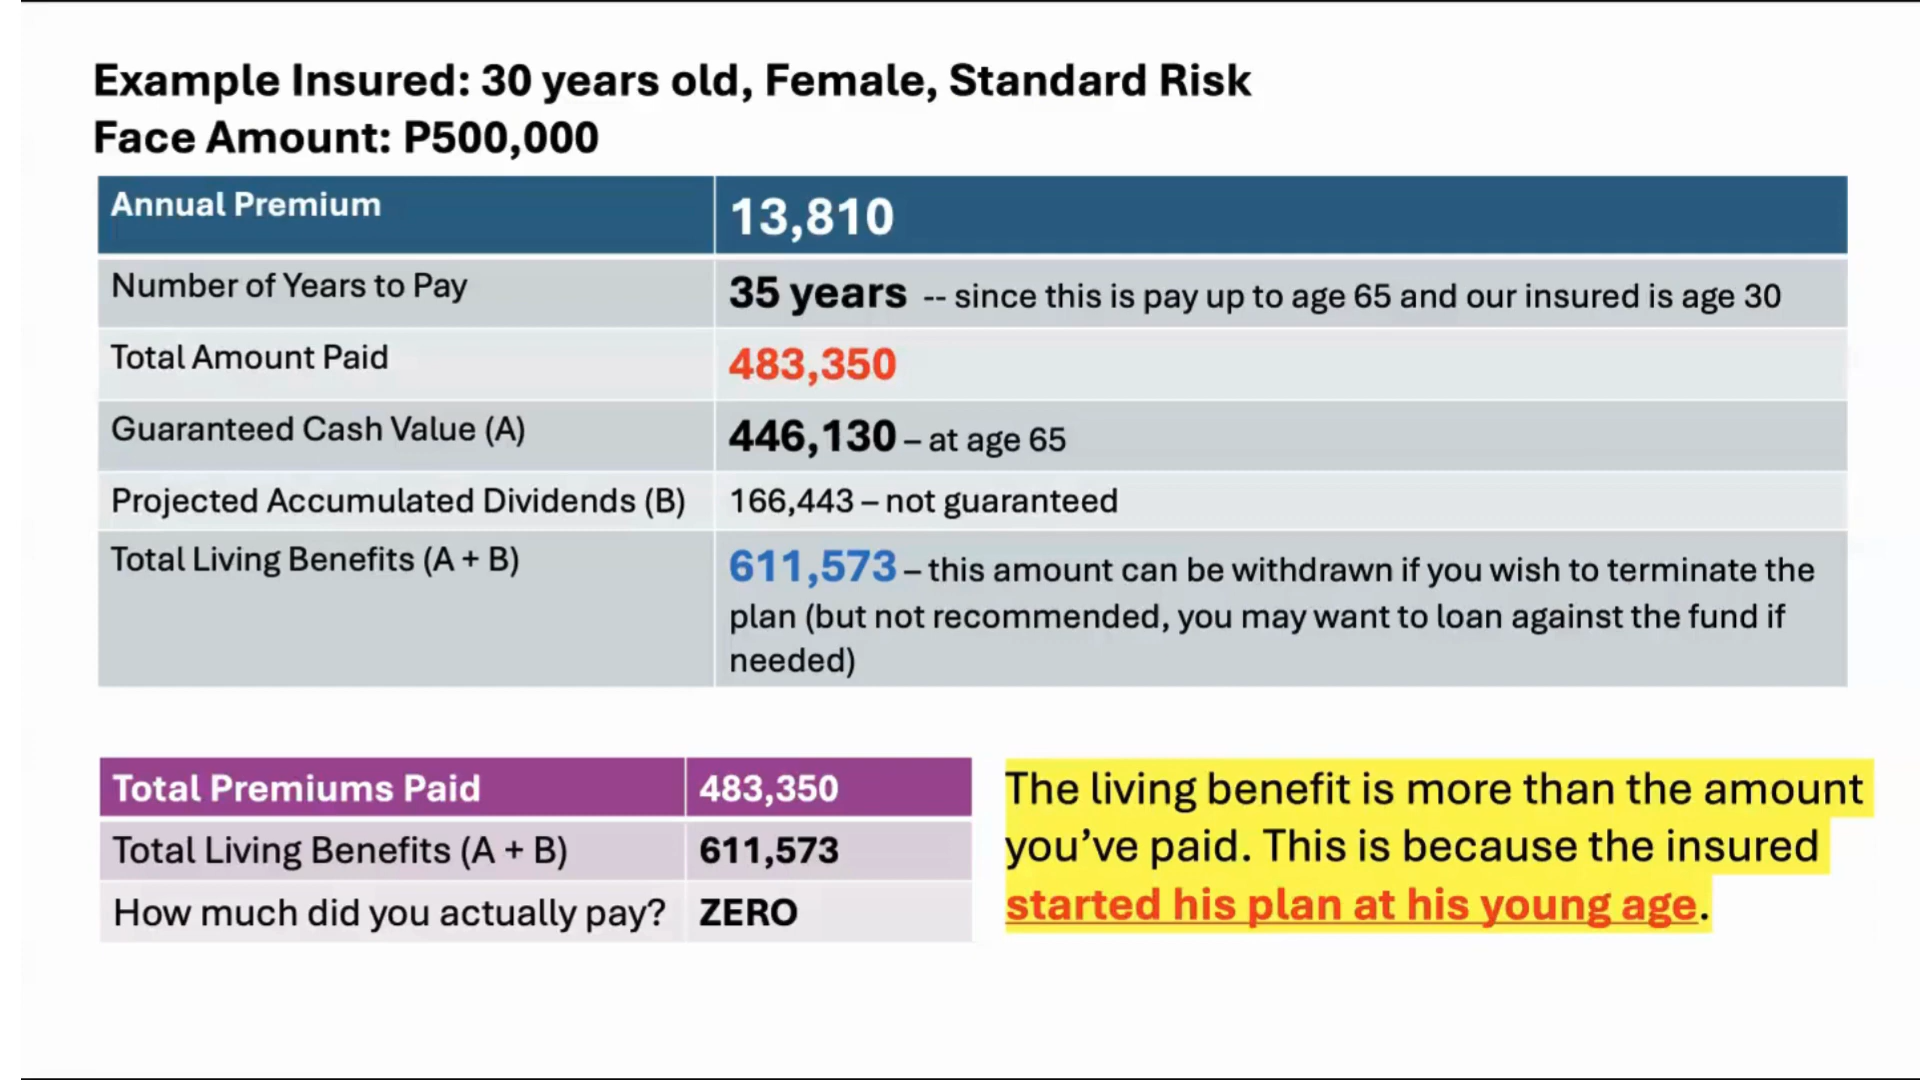 Example Insured: 30 years old, Female, Standard Risk
Face Amount: P500,000
Annual Premium 13,810
Number of Years to Pay 35 years -- since this is pay up to age 65 and our insured is age 30
Total Amount Paid 483,350
Guaranteed Cash Value (A) 446,130 – at age 65
Projected Accumulated Dividends (B) 166,443 – not guaranteed
Total Living Benefits (A + B) 611,573 – this amount can be withdrawn if you wish to terminate the
plan (but not recommended, you may want to loan against the fund if
needed)
Total Premiums Paid 483,350
Total Living Benefits (A + B) 611,573
How much did you actually pay? ZERO
The living benefit is more than the amount
you’ve paid. This is because the insured
started his plan at his young age.